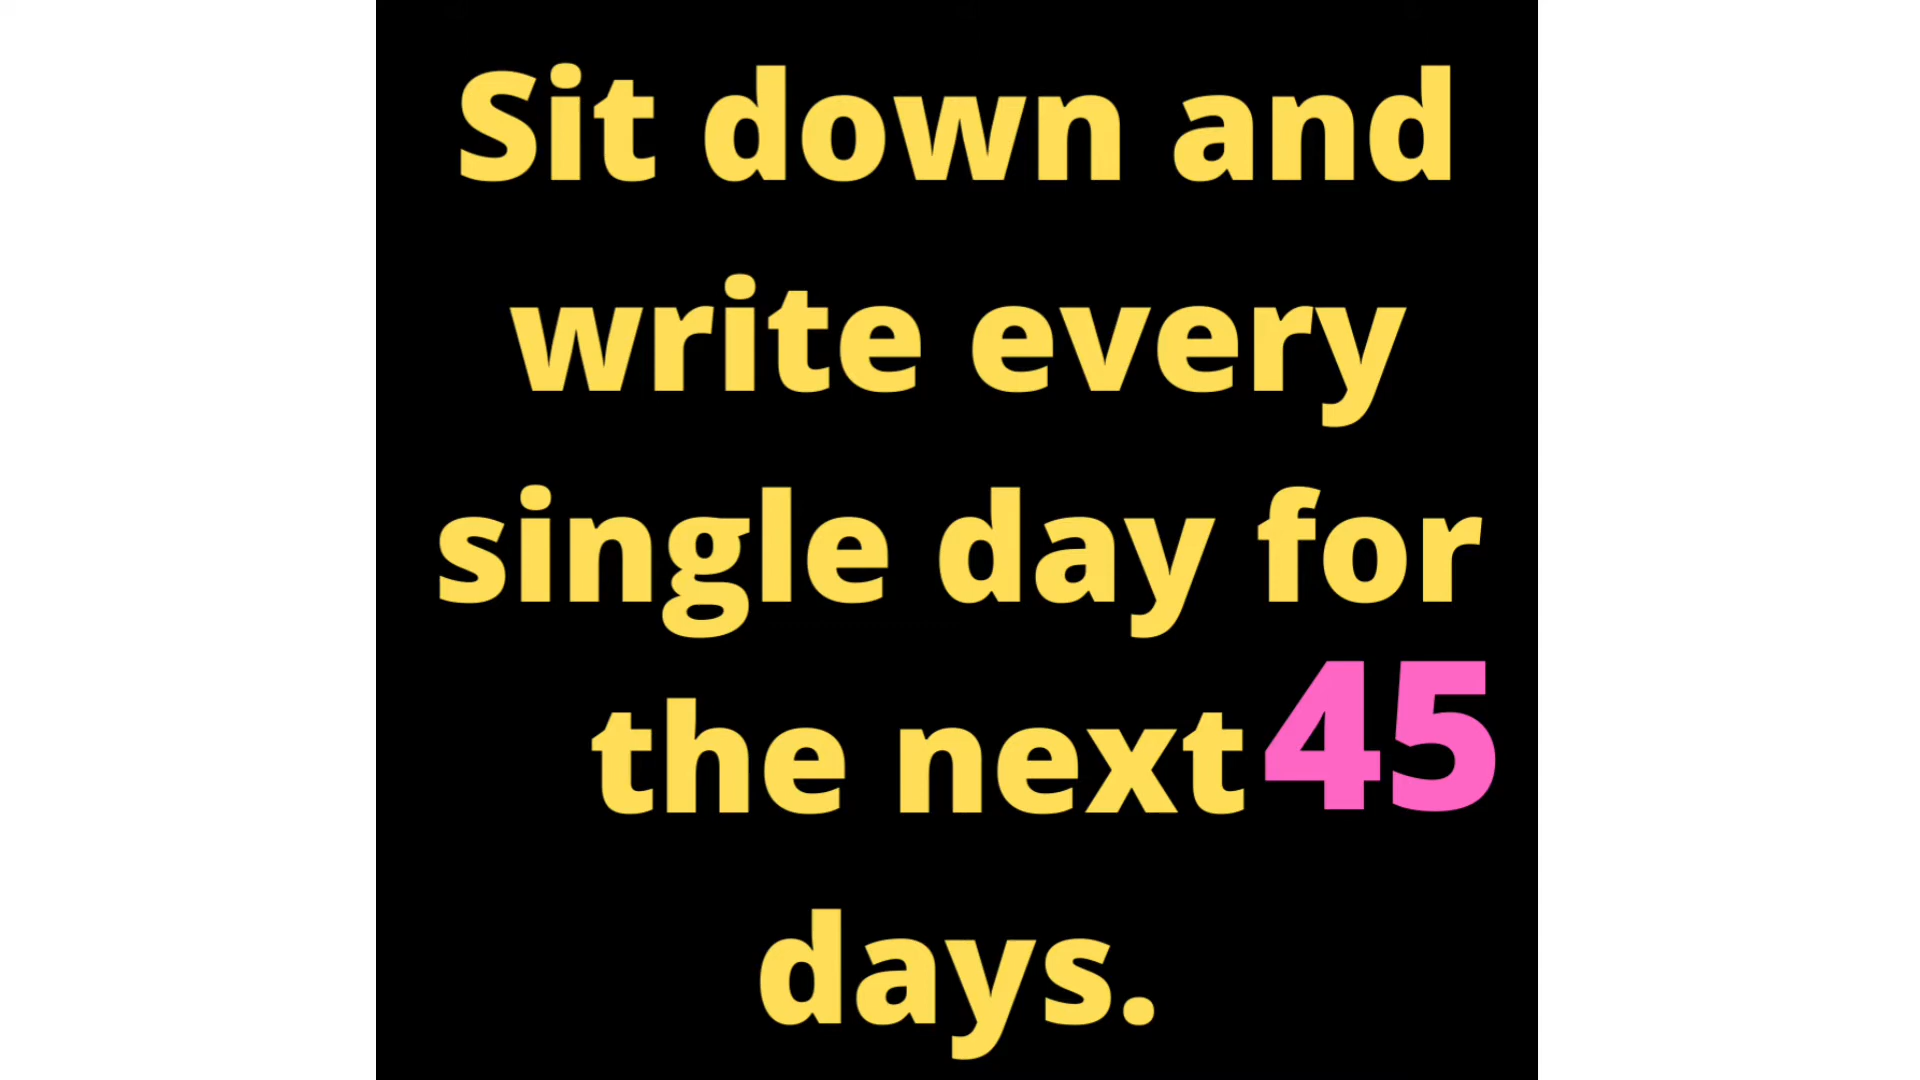 Sit down and
write every
single day for
the next 45
days.